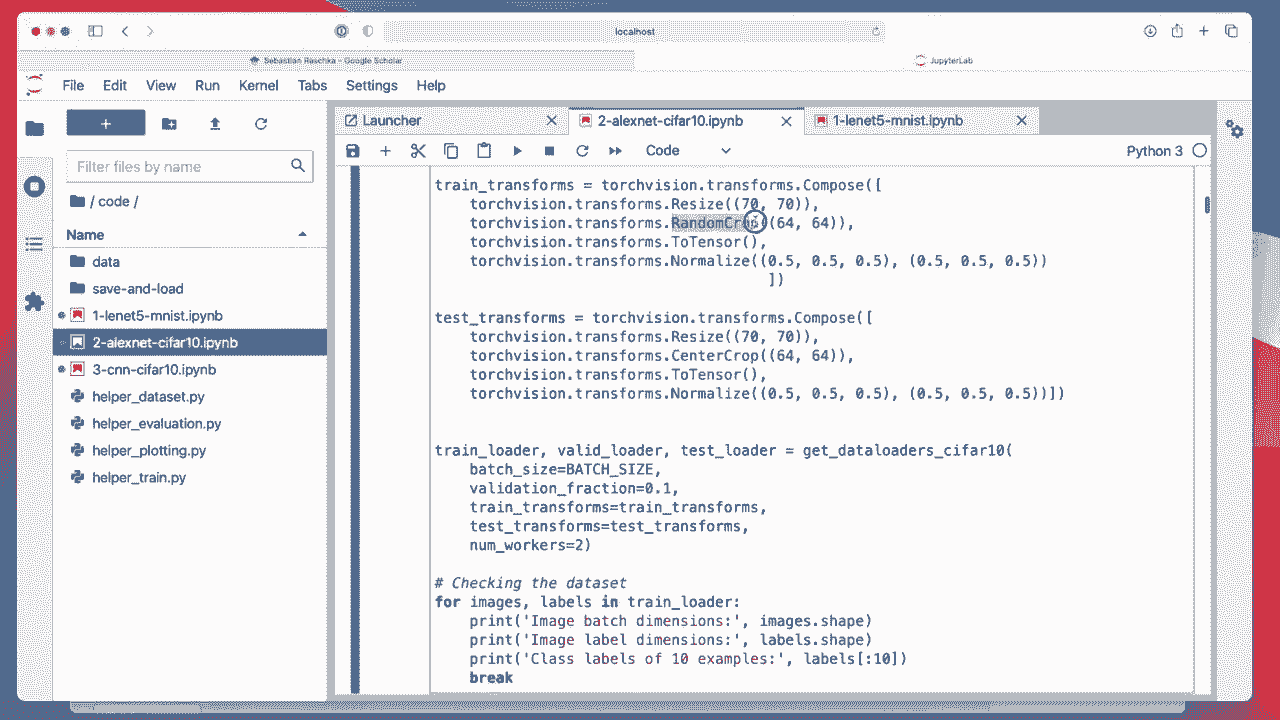 localhost
Sebastian Raschka - Google Scholar
JupyterLab
File Edit View Run Kernel Tabs Settings Help
Launcher
2-alexnet-cifar10.ipynb
1-lenet5-mnist.ipynb
+
Filter files by name
/ code /
Name
data
save-and-load
1-lenet5-mnist.ipynb
2-alexnet-cifar10.ipynb
3-cnn-cifar10.ipynb
helper_dataset.py
helper_evaluation.py
helper_plotting.py
helper_train.py
Code
Python 3
train_transforms = torchvision.transforms.Compose([
    torchvision.transforms.Resize((70, 70)),
    torchvision.transforms.RandomCrop((64, 64)),
    torchvision.transforms.ToTensor(),
    torchvision.transforms.Normalize((0.5, 0.5, 0.5), (0.5, 0.5, 0.5))
    ])
test_transforms = torchvision.transforms.Compose([
    torchvision.transforms.Resize((70, 70)),
    torchvision.transforms.CenterCrop((64, 64)),
    torchvision.transforms.ToTensor(),
    torchvision.transforms.Normalize((0.5, 0.5, 0.5), (0.5, 0.5, 0.5))])
train_loader, valid_loader, test_loader = get_dataloaders_cifar10(
    batch_size=BATCH_SIZE,
    validation_fraction=0.1,
    train_transforms=train_transforms,
    test_transforms=test_transforms,
    num_workers=2)
# Checking the dataset
for images, labels in train_loader:
    print('Image batch dimensions:', images.shape)
    print('Image label dimensions:', labels.shape)
    print('Class labels of 10 examples:', labels[:10])
    break